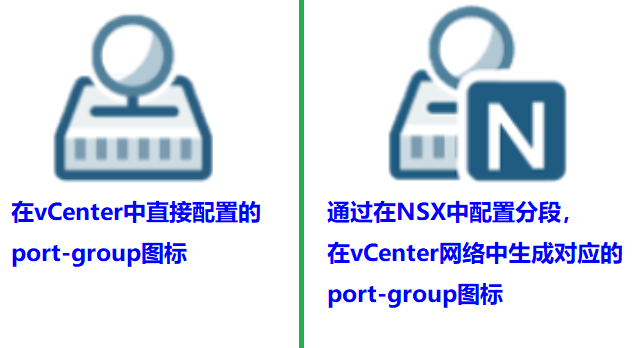 N
在vCenter中直接配置的
port-group图标
通过在NSX中配置分段，
在vCenter网络中生成对应的
port-group图标